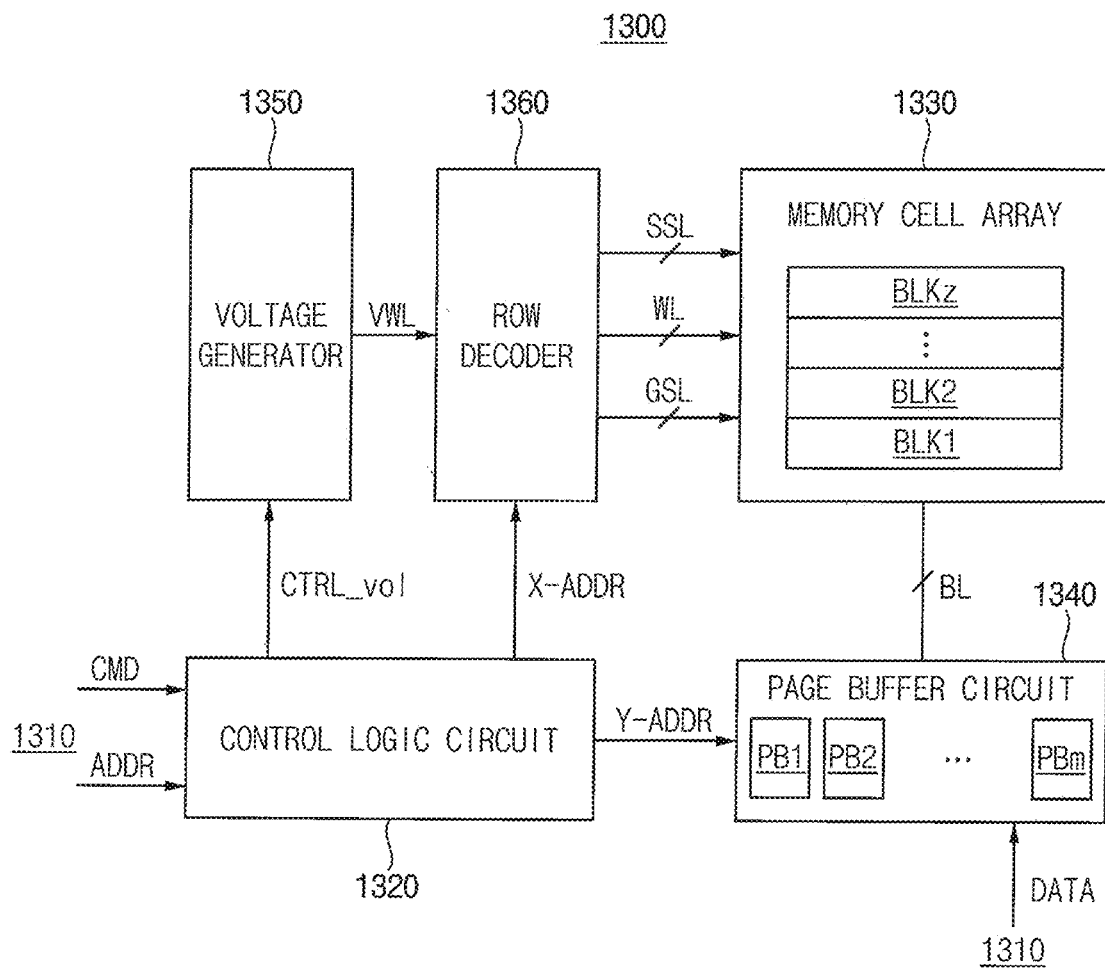 1300
1350
1360
1330
VOLTAGE
GENERATOR
VWL
ROW
DECODER
SSL
WL
GSL
MEMORY CELL ARRAY
BLKz
⋮
BLK2
BLK1
CTRL_vol
X-ADDR
BL
1340
CMD
1310
ADDR
CONTROL LOGIC CIRCUIT
1320
Y-ADDR
PAGE BUFFER CIRCUIT
PB1 PB2 ⋯ PBm
DATA
1310